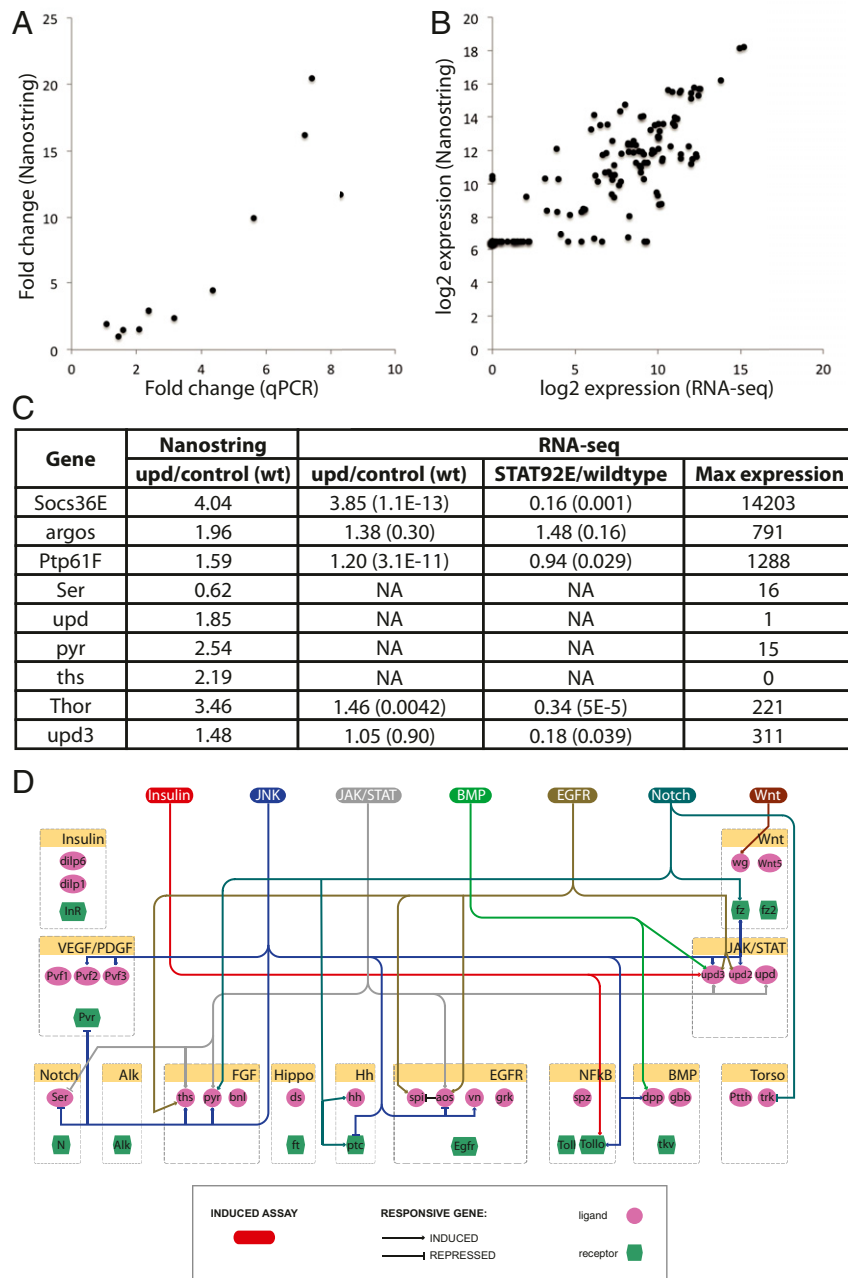 A
25
20
15
10
5
0
0 2 4 6 8 10
Fold change (Nanostring)
Fold change (qPCR)
B
20
18
16
14
12
10
8
6
4
2
0
0 5 10 15 20
log2 expression (Nanostring)
log2 expression (RNA-seq)
C
Gene Nanostring RNA-seq
upd/control (wt) upd/control (wt) STAT92E/wildtype Max expression
Socs36E 4.04 3.85 (1.1E-13) 0.16 (0.001) 14203
argos 1.96 1.38 (0.30) 1.48 (0.16) 791
Ptp61F 1.59 1.20 (3.1E-11) 0.94 (0.029) 1288
Ser 0.62 NA NA 16
upd 1.85 NA NA 1
pyr 2.54 NA NA 15
ths 2.19 NA NA 0
Thor 3.46 1.46 (0.0042) 0.34 (5E-5) 221
upd3 1.48 1.05 (0.90) 0.18 (0.039) 311
D
Insulin JNK JAK/STAT BMP EGFR Notch Wnt
Insulin
dilp6
dilp1
InR
Wnt
wg Wnt5
fz fz2
VEGF/PDGF
Pvf1 Pvf2 Pvf3
Pvr
JAK/STAT
upd3 upd2 upd
Notch Alk FGF Hippo Hh EGFR NFkB BMP Torso
Ser ths pyr bnl ds hh spi aos vn grk spz dpp gbb Ptth trk
N Alk ft ptc Egfr Toll Tollo tkv
INDUCED ASSAY
RESPONSIVE GENE:
INDUCED
REPRESSED
ligand
receptor